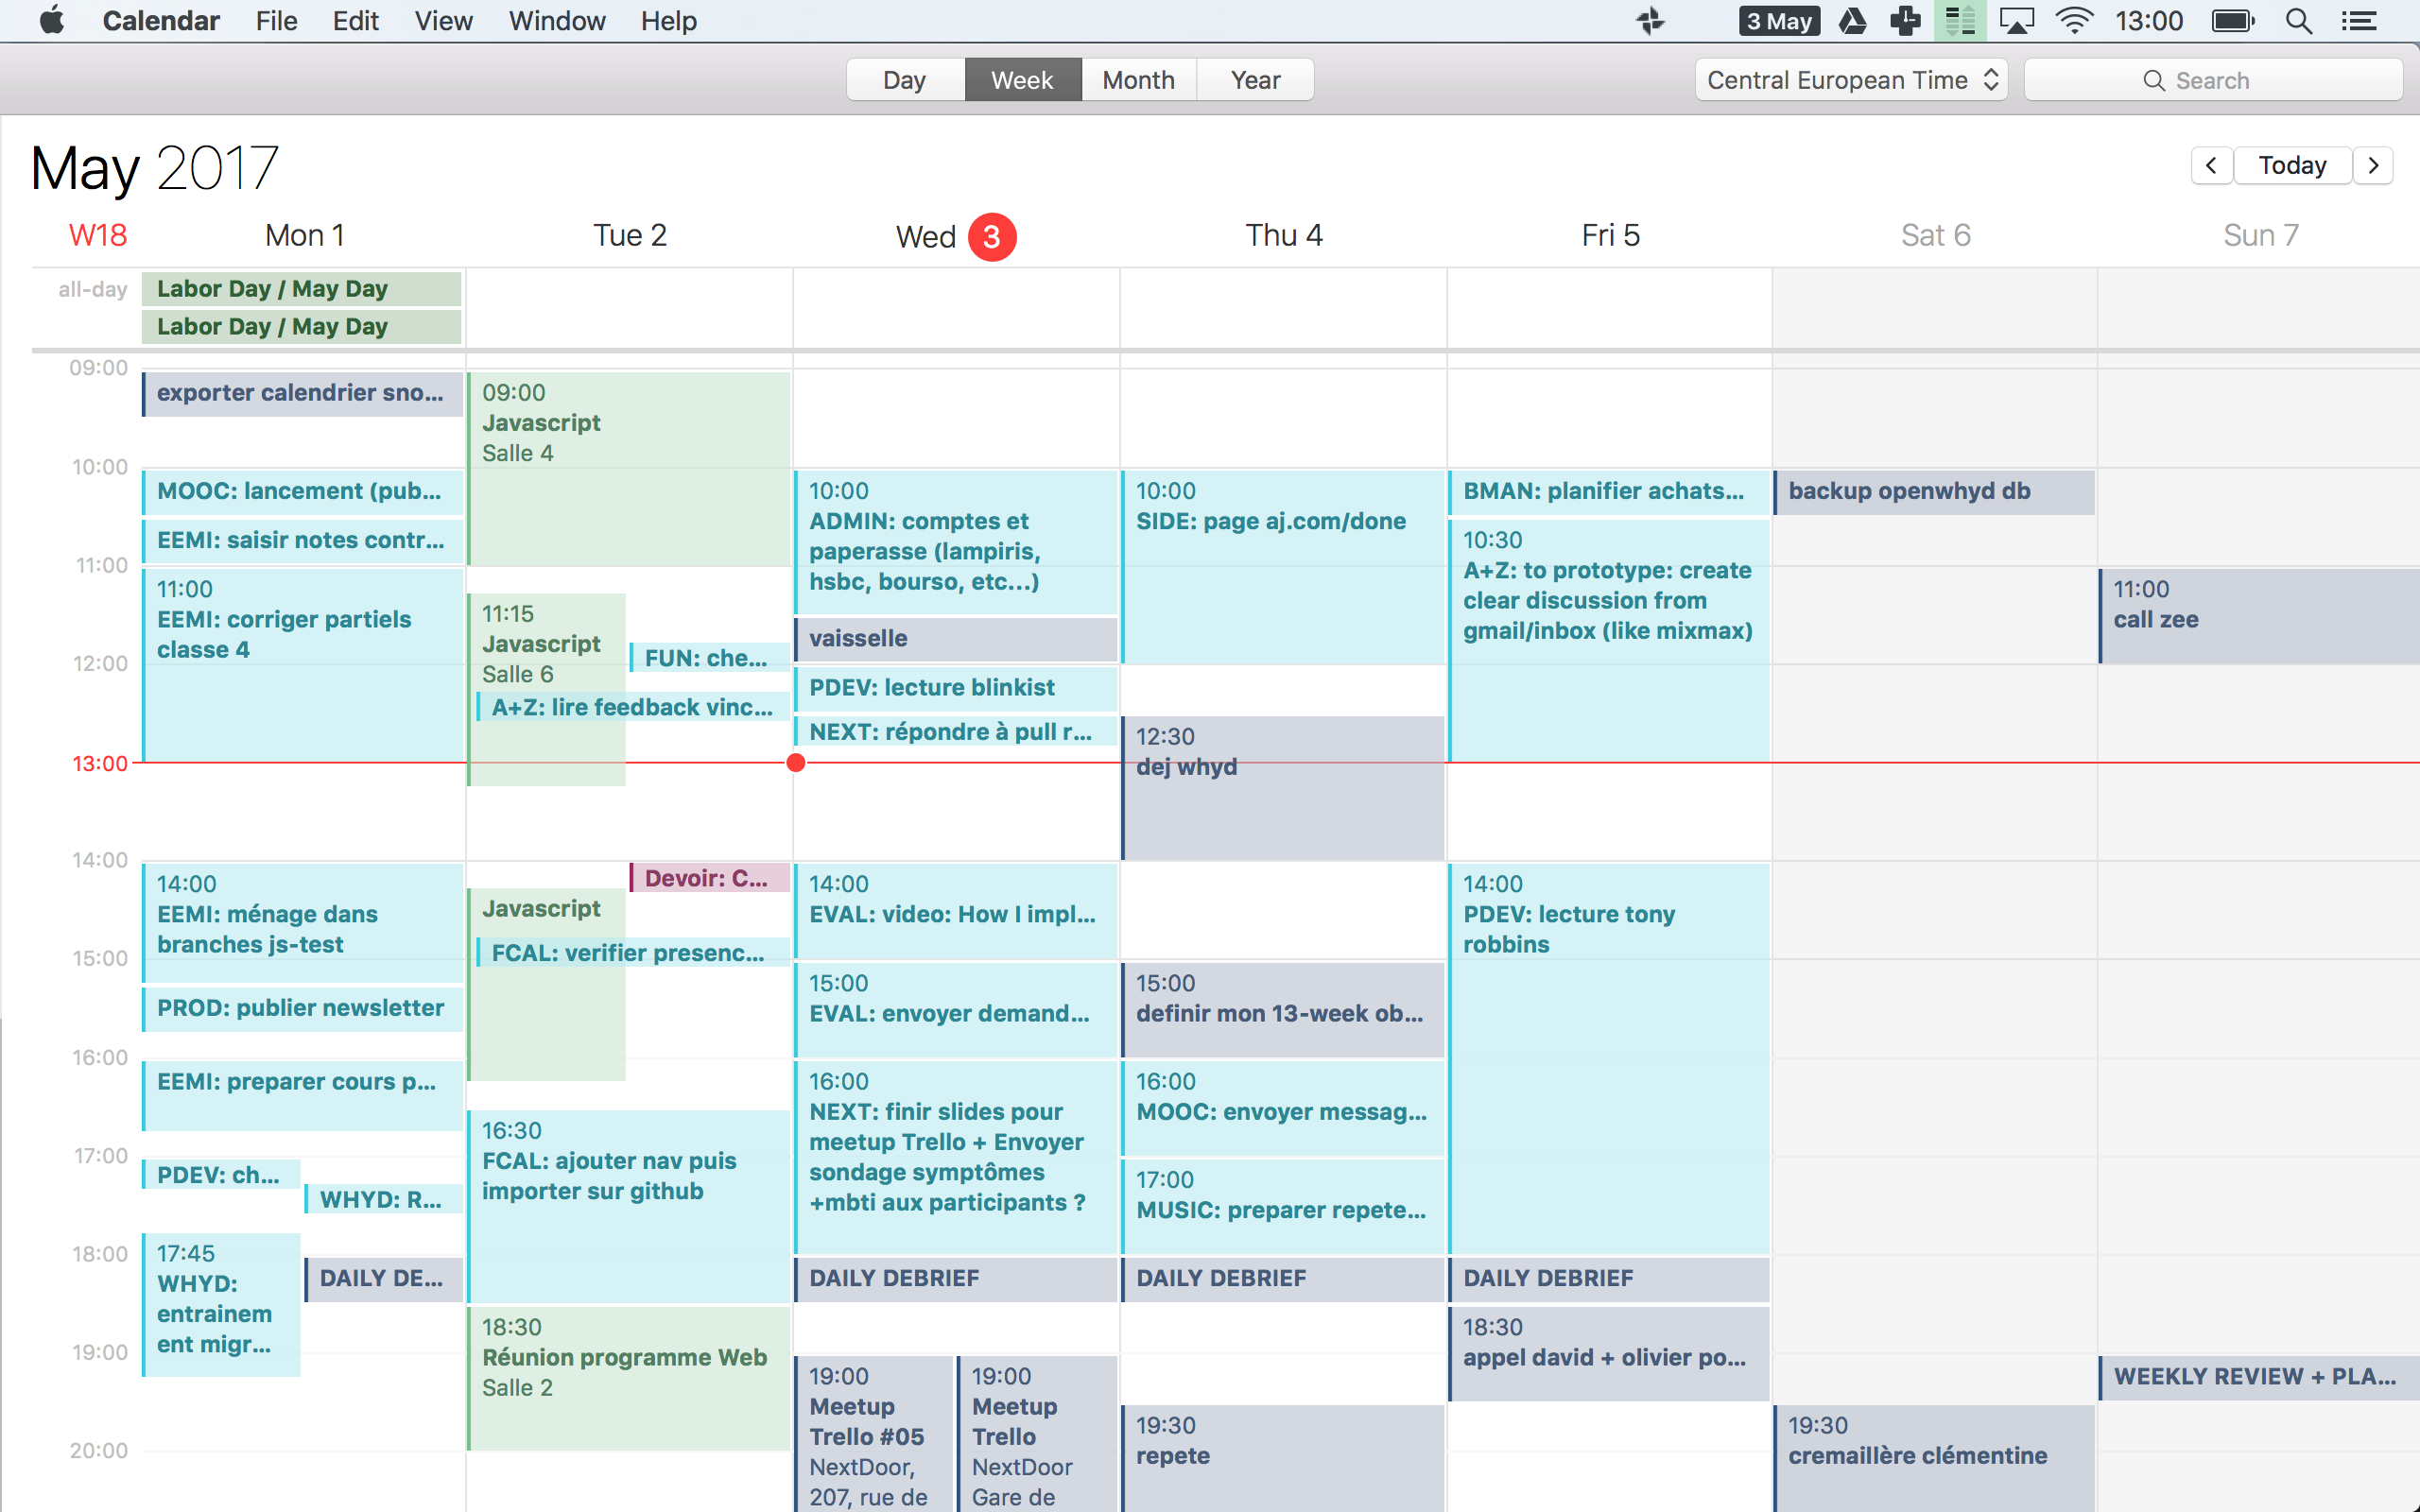 Calendar File Edit View Window Help 3 May 13:00
Day Week Month Year Central European Time Search
May 2017
Today
W18 Mon 1 Tue 2 Wed 3 Thu 4 Fri 5 Sat 6 Sun 7
all-day
Labor Day / May Day
Labor Day / May Day
09:00
10:00
11:00
12:00
13:00
14:00
15:00
16:00
17:00
18:00
19:00
20:00
exporter calendrier sno...
MOOC: lancement (pub...
EEMI: saisir notes contr...
11:00
EEMI: corriger partiels
classe 4
14:00
EEMI: ménage dans
branches js-test
PROD: publier newsletter
EEMI: preparer cours p...
PDEV: ch...
WHYD: R...
17:45
WHYD:
entrainem
ent migr...
DAILY DE...
09:00
Javascript
Salle 4
11:15
Javascript
Salle 6
FUN: che...
A+Z: lire feedback vinc...
Devoir: C...
Javascript
FCAL: verifier presenc...
16:30
FCAL: ajouter nav puis
importer sur github
18:30
Réunion programme Web
Salle 2
10:00
ADMIN: comptes et
paperasse (lampiris,
hsbc, bourso, etc...)
vaisselle
PDEV: lecture blinkist
NEXT: répondre à pull r...
14:00
EVAL: video: How I impl...
15:00
EVAL: envoyer demand...
16:00
NEXT: finir slides pour
meetup Trello + Envoyer
sondage symptômes
+mbti aux participants ?
DAILY DEBRIEF
19:00
Meetup
Trello #05
NextDoor,
207, rue de
19:00
Meetup
Trello
NextDoor
Gare de
10:00
SIDE: page aj.com/done
12:30
dej whyd
15:00
definir mon 13-week ob...
16:00
MOOC: envoyer messag...
17:00
MUSIC: preparer repete...
DAILY DEBRIEF
19:30
repete
BMAN: planifier achats...
10:30
A+Z: to prototype: create
clear discussion from
gmail/inbox (like mixmax)
14:00
PDEV: lecture tony
robbins
DAILY DEBRIEF
18:30
appel david + olivier po...
backup openwhyd db
19:30
cremaillère clémentine
11:00
call zee
WEEKLY REVIEW + PLA...